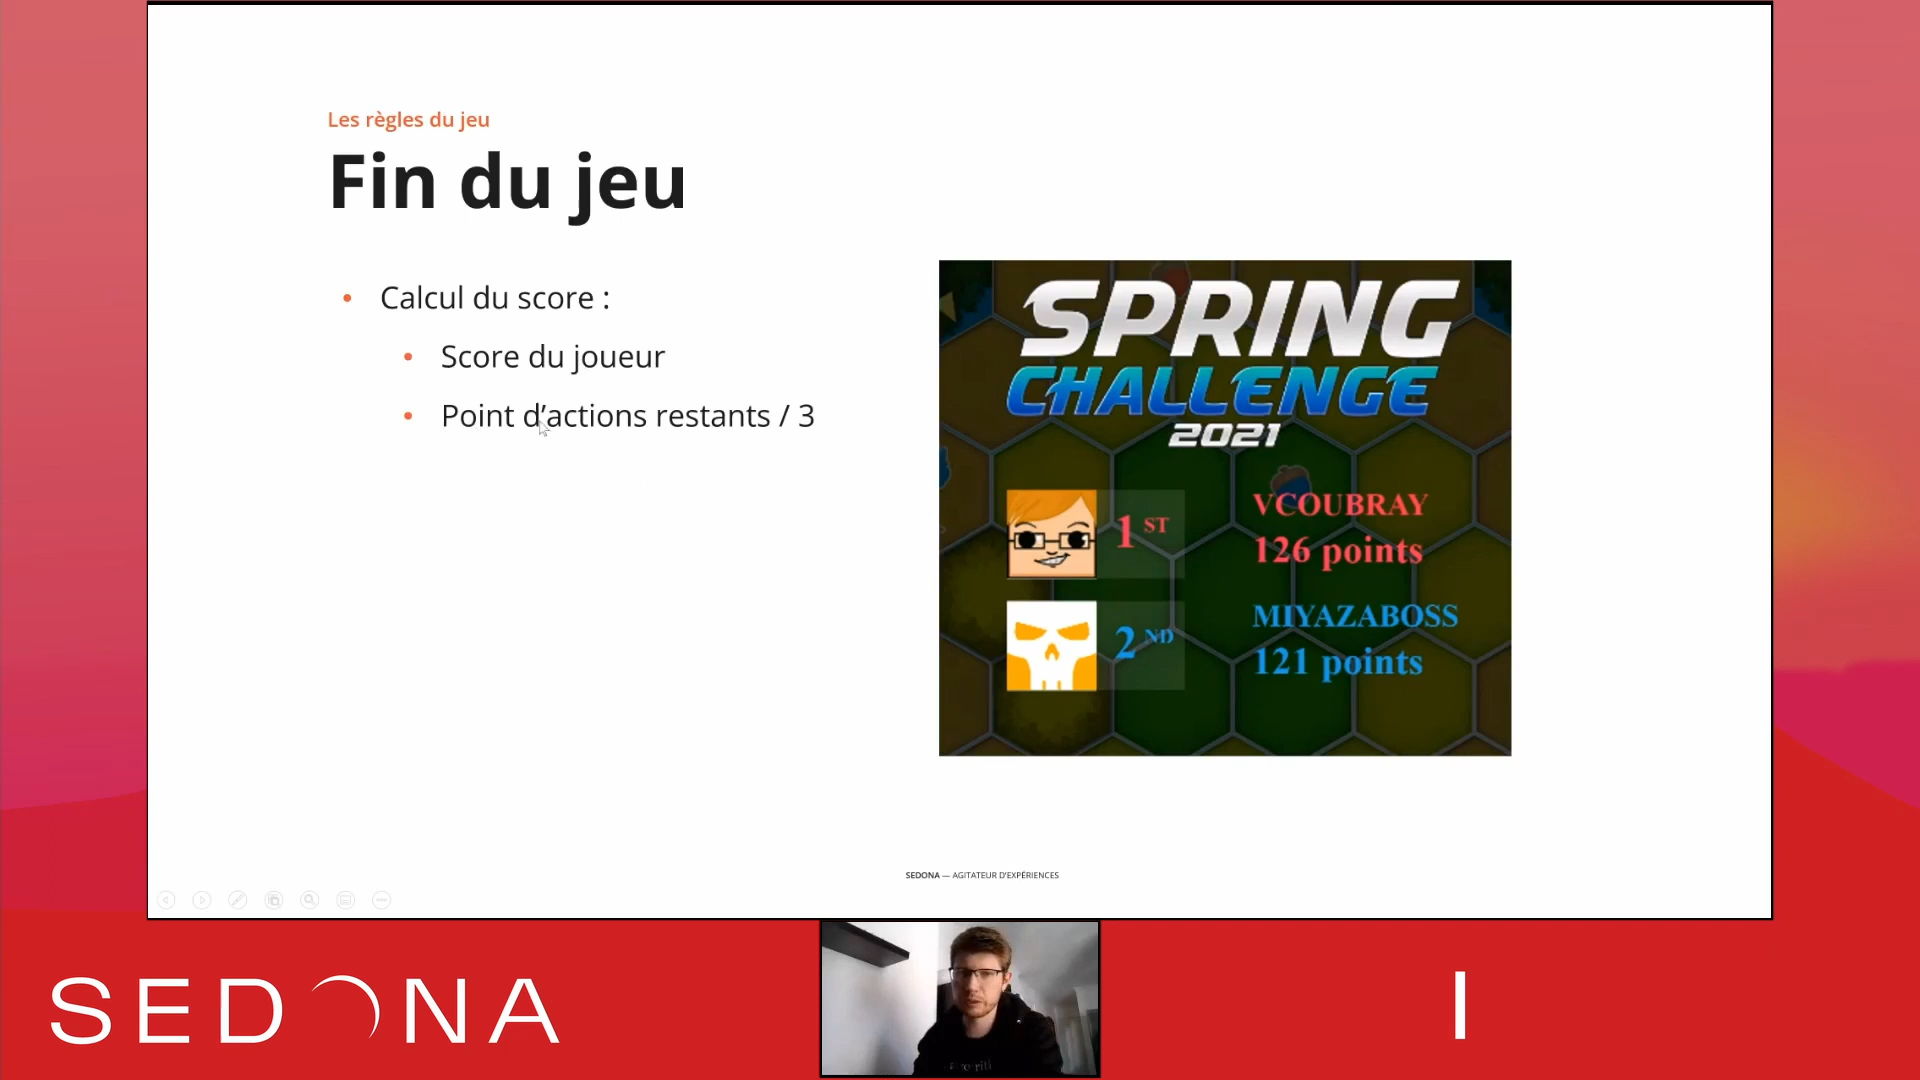 Les règles du jeu
Fin du jeu
Calcul du score :
Score du joueur
Point d'actions restants / 3
SPRING
CHALLENGE
2021
1 ST
VCOUBRAY
126 points
2 ND
MIYAZABOSS
121 points
SEDONA — AGITATEUR D'EXPÉRIENCES
SEDONA